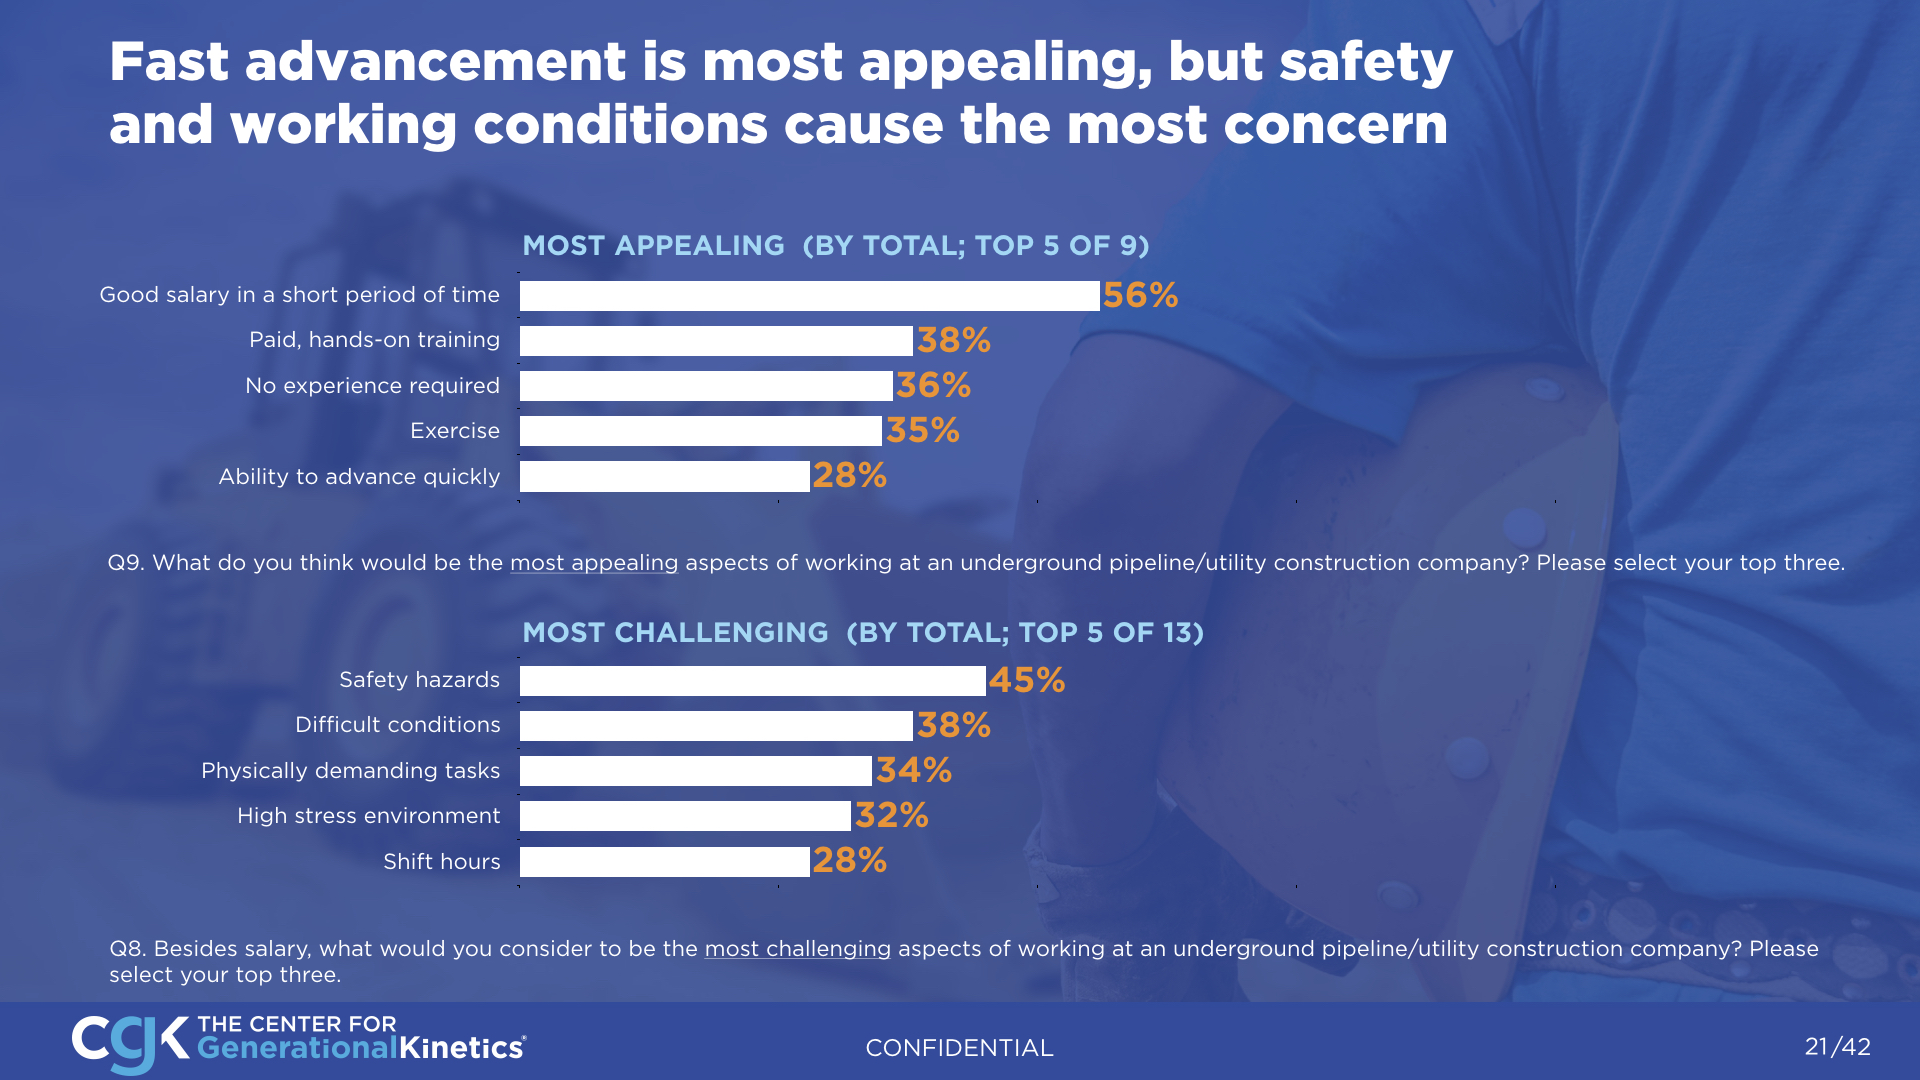 Fast advancement is most appealing, but safety
and working conditions cause the most concern
MOST APPEALING (BY TOTAL; TOP 5 OF 9)
Good salary in a short period of time 56%
Paid, hands-on training 38%
No experience required 36%
Exercise 35%
Ability to advance quickly 28%
Q9. What do you think would be the most appealing aspects of working at an underground pipeline/utility construction company? Please select your top three.
MOST CHALLENGING (BY TOTAL; TOP 5 OF 13)
Safety hazards 45%
Difficult conditions 38%
Physically demanding tasks 34%
High stress environment 32%
Shift hours 28%
Q8. Besides salary, what would you consider to be the most challenging aspects of working at an underground pipeline/utility construction company? Please
select your top three.
cgk THE CENTER FOR
GenerationalKinetics®
CONFIDENTIAL
21/42